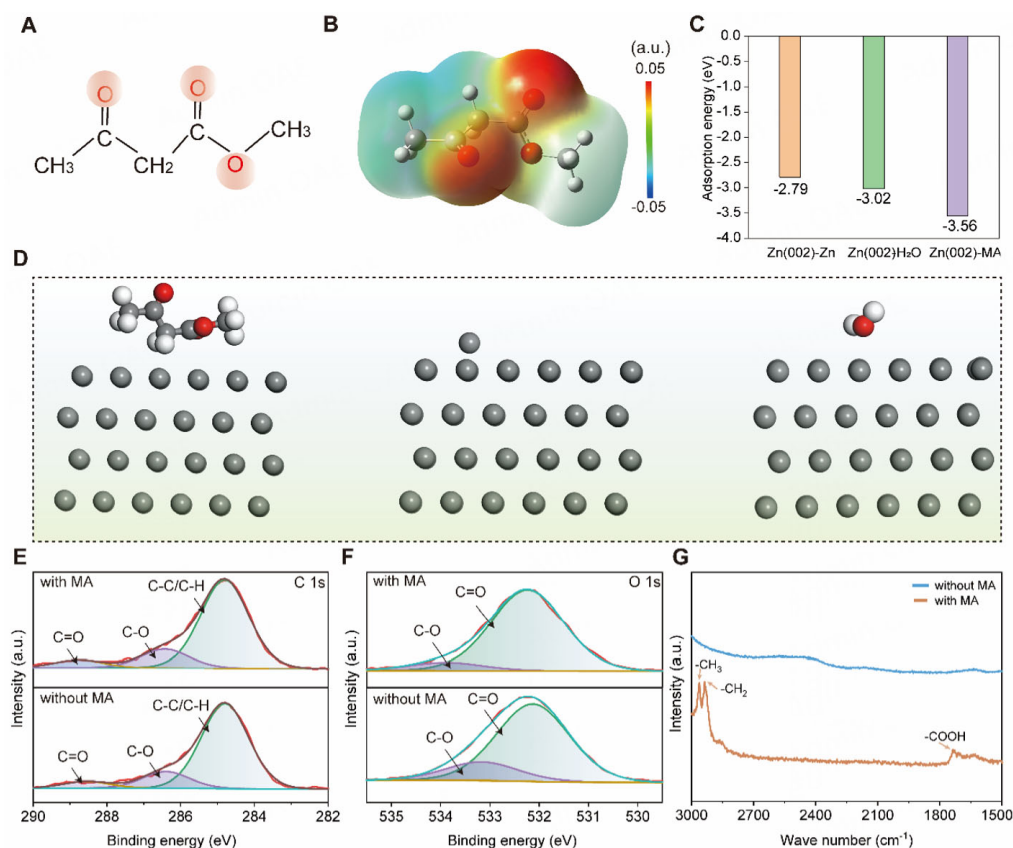 A
O
O
C
C
CH₃
CH₂
O
CH₃
B
(a.u.)
0.05
-0.05
C
Adsorption energy (eV)
0.0
-0.5
-1.0
-1.5
-2.0
-2.5
-3.0
-3.5
-4.0
-2.79
-3.02
-3.56
Zn(002)-Zn
Zn(002)H₂O
Zn(002)-MA
D
E
with MA
C 1s
C-C/C-H
C-O
C=O
without MA
C-C/C-H
C-O
C=O
Intensity (a.u.)
290 288 286 284 282
Binding energy (eV)
F
with MA
O 1s
C=O
C-O
without MA
C=O
C-O
Intensity (a.u.)
535 534 533 532 531 530
Binding energy (eV)
G
without MA
with MA
-CH₃
-CH₂
-COOH
Intensity (a.u.)
3000 2700 2400 2100 1800 1500
Wave number (cm⁻¹)